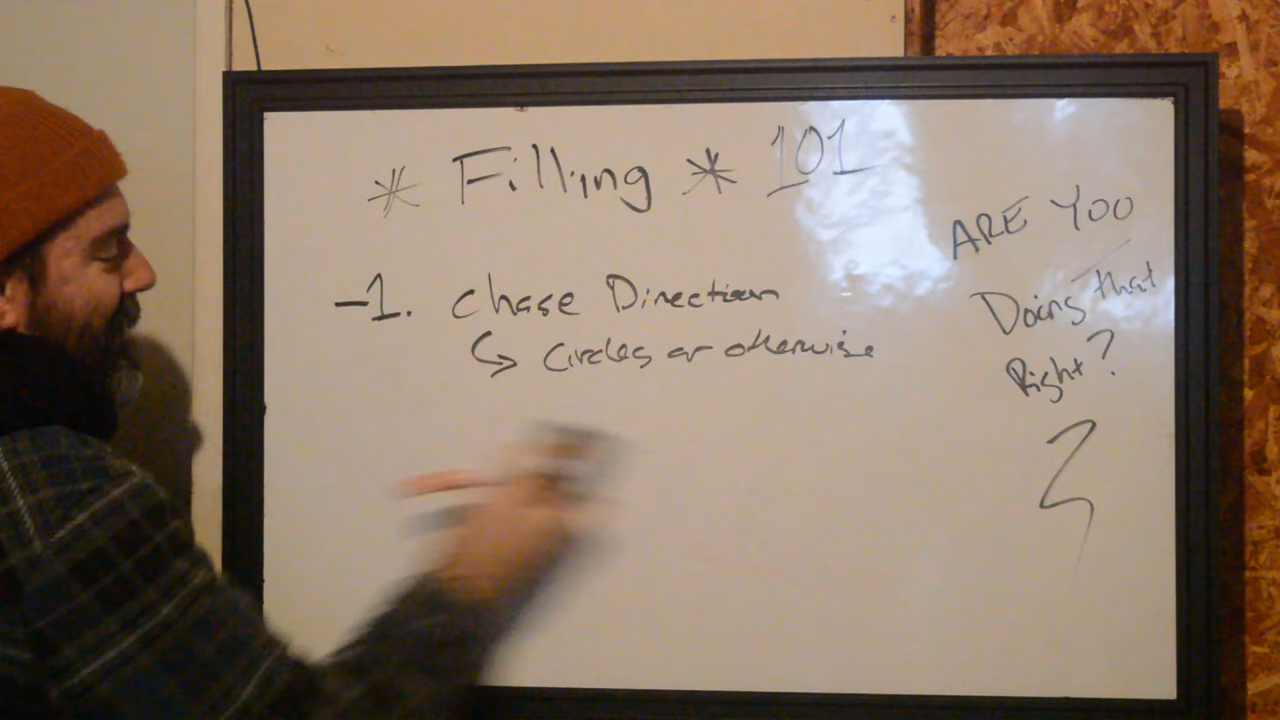 * Filling * 101
-1. Chase Direction
↳ Circles or otherwise
ARE YOU
Doing that
Right?